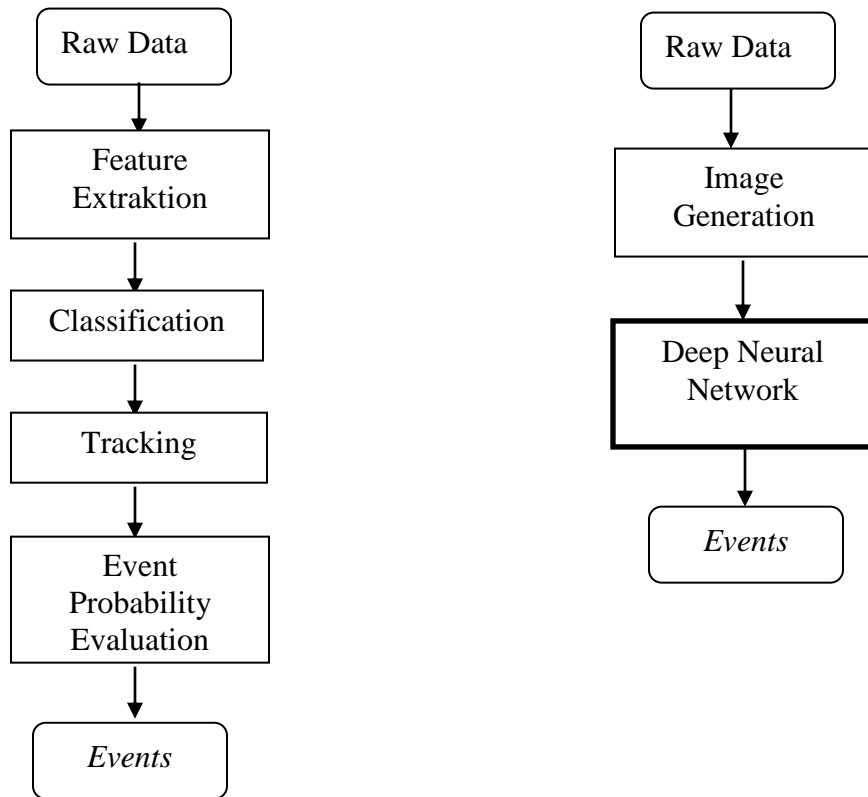 Raw Data
Feature
Extraktion
Classification
Tracking
Event
Probability
Evaluation
Events
Raw Data
Image
Generation
Deep Neural
Network
Events